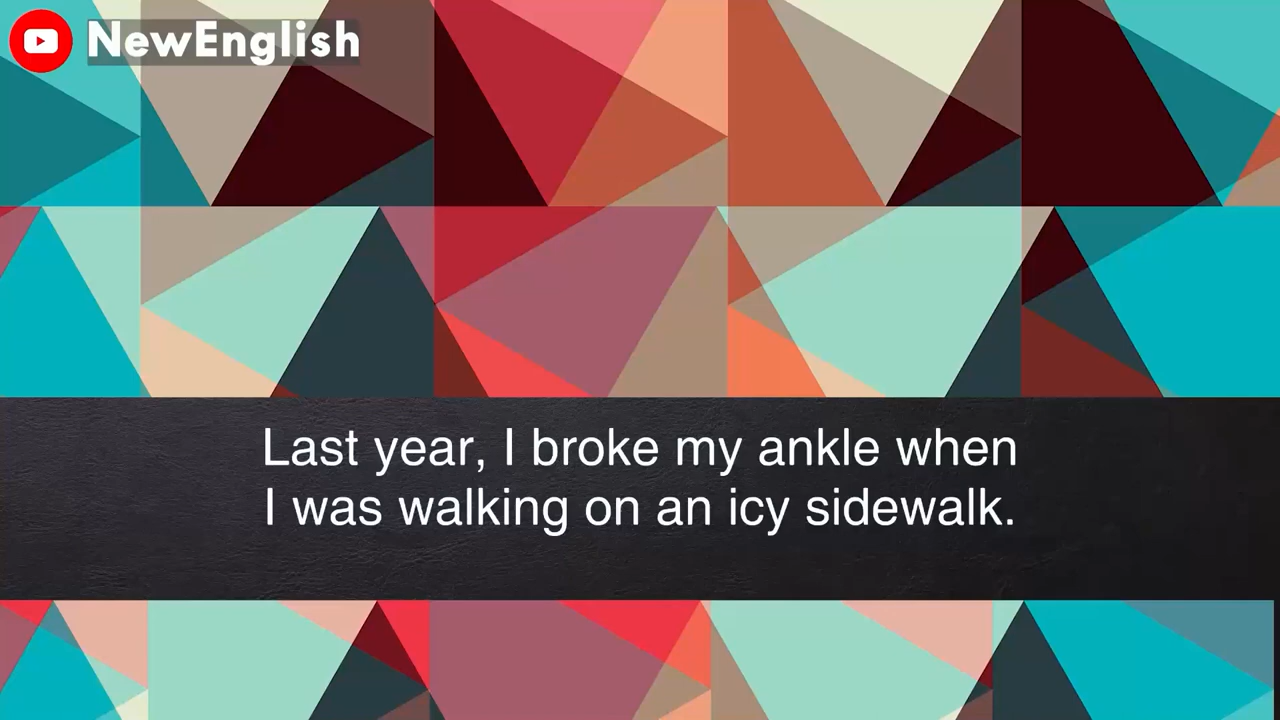 NewEnglish
Last year, I broke my ankle when
I was walking on an icy sidewalk.